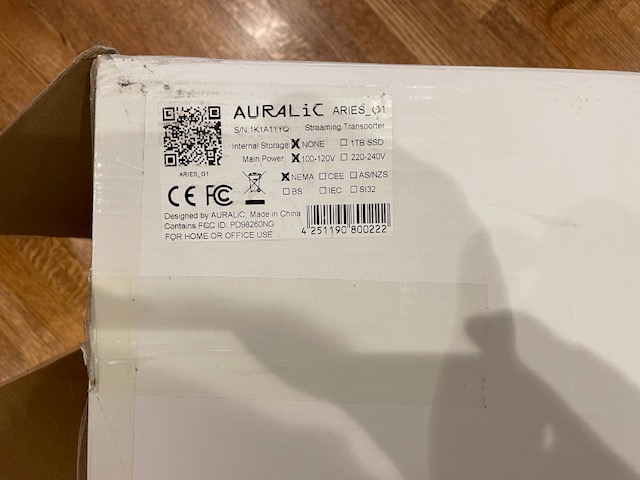 AURALiC ARIES_G1
S/N:1K1A11YQ Streaming Transporter
Internal Storage X NONE ☐ 1TB SSD
Main Power X 100-120V ☐ 220-240V
ARIES_G1
X NEMA ☐ CEE ☐ AS/NZS
☐ BS ☐ IEC ☐ SI32
CE FC
Designed by AURALiC, Made in China
Contains FCC ID: PD98260NG
FOR HOME OR OFFICE USE
4 251190 800222